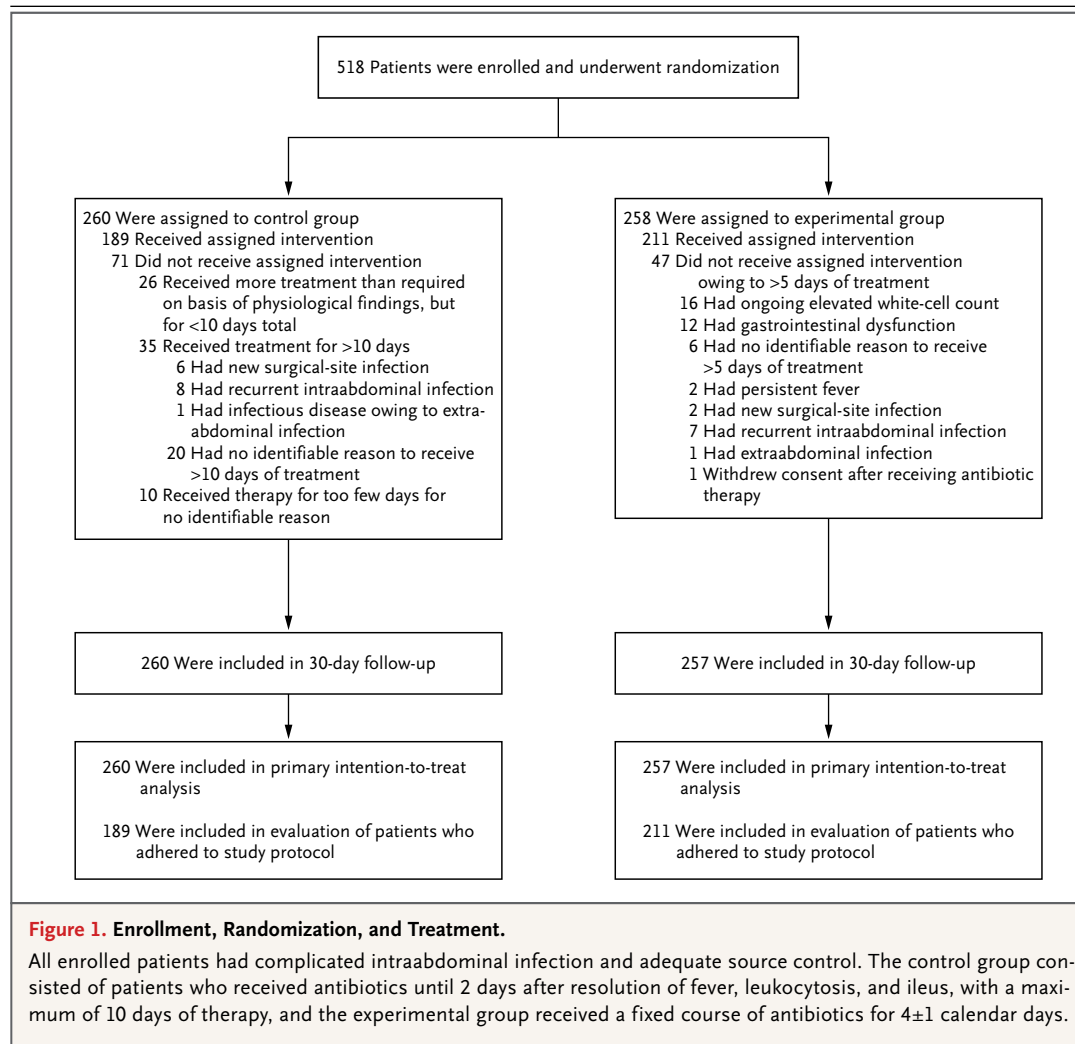 518 Patients were enrolled and underwent randomization
260 Were assigned to control group
189 Received assigned intervention
71 Did not receive assigned intervention
26 Received more treatment than required
on basis of physiological findings, but
for <10 days total
35 Received treatment for >10 days
6 Had new surgical-site infection
8 Had recurrent intraabdominal infection
1 Had infectious disease owing to extra-
abdominal infection
20 Had no identifiable reason to receive
>10 days of treatment
10 Received therapy for too few days for
no identifiable reason
258 Were assigned to experimental group
211 Received assigned intervention
47 Did not receive assigned intervention
owing to >5 days of treatment
16 Had ongoing elevated white-cell count
12 Had gastrointestinal dysfunction
6 Had no identifiable reason to receive
>5 days of treatment
2 Had persistent fever
2 Had new surgical-site infection
7 Had recurrent intraabdominal infection
1 Had extraabdominal infection
1 Withdrew consent after receiving antibiotic
therapy
260 Were included in 30-day follow-up
257 Were included in 30-day follow-up
260 Were included in primary intention-to-treat
analysis
189 Were included in evaluation of patients who
adhered to study protocol
257 Were included in primary intention-to-treat
analysis
211 Were included in evaluation of patients who
adhered to study protocol
Figure 1. Enrollment, Randomization, and Treatment.
All enrolled patients had complicated intraabdominal infection and adequate source control. The control group con-
sisted of patients who received antibiotics until 2 days after resolution of fever, leukocytosis, and ileus, with a maxi-
mum of 10 days of therapy, and the experimental group received a fixed course of antibiotics for 4±1 calendar days.